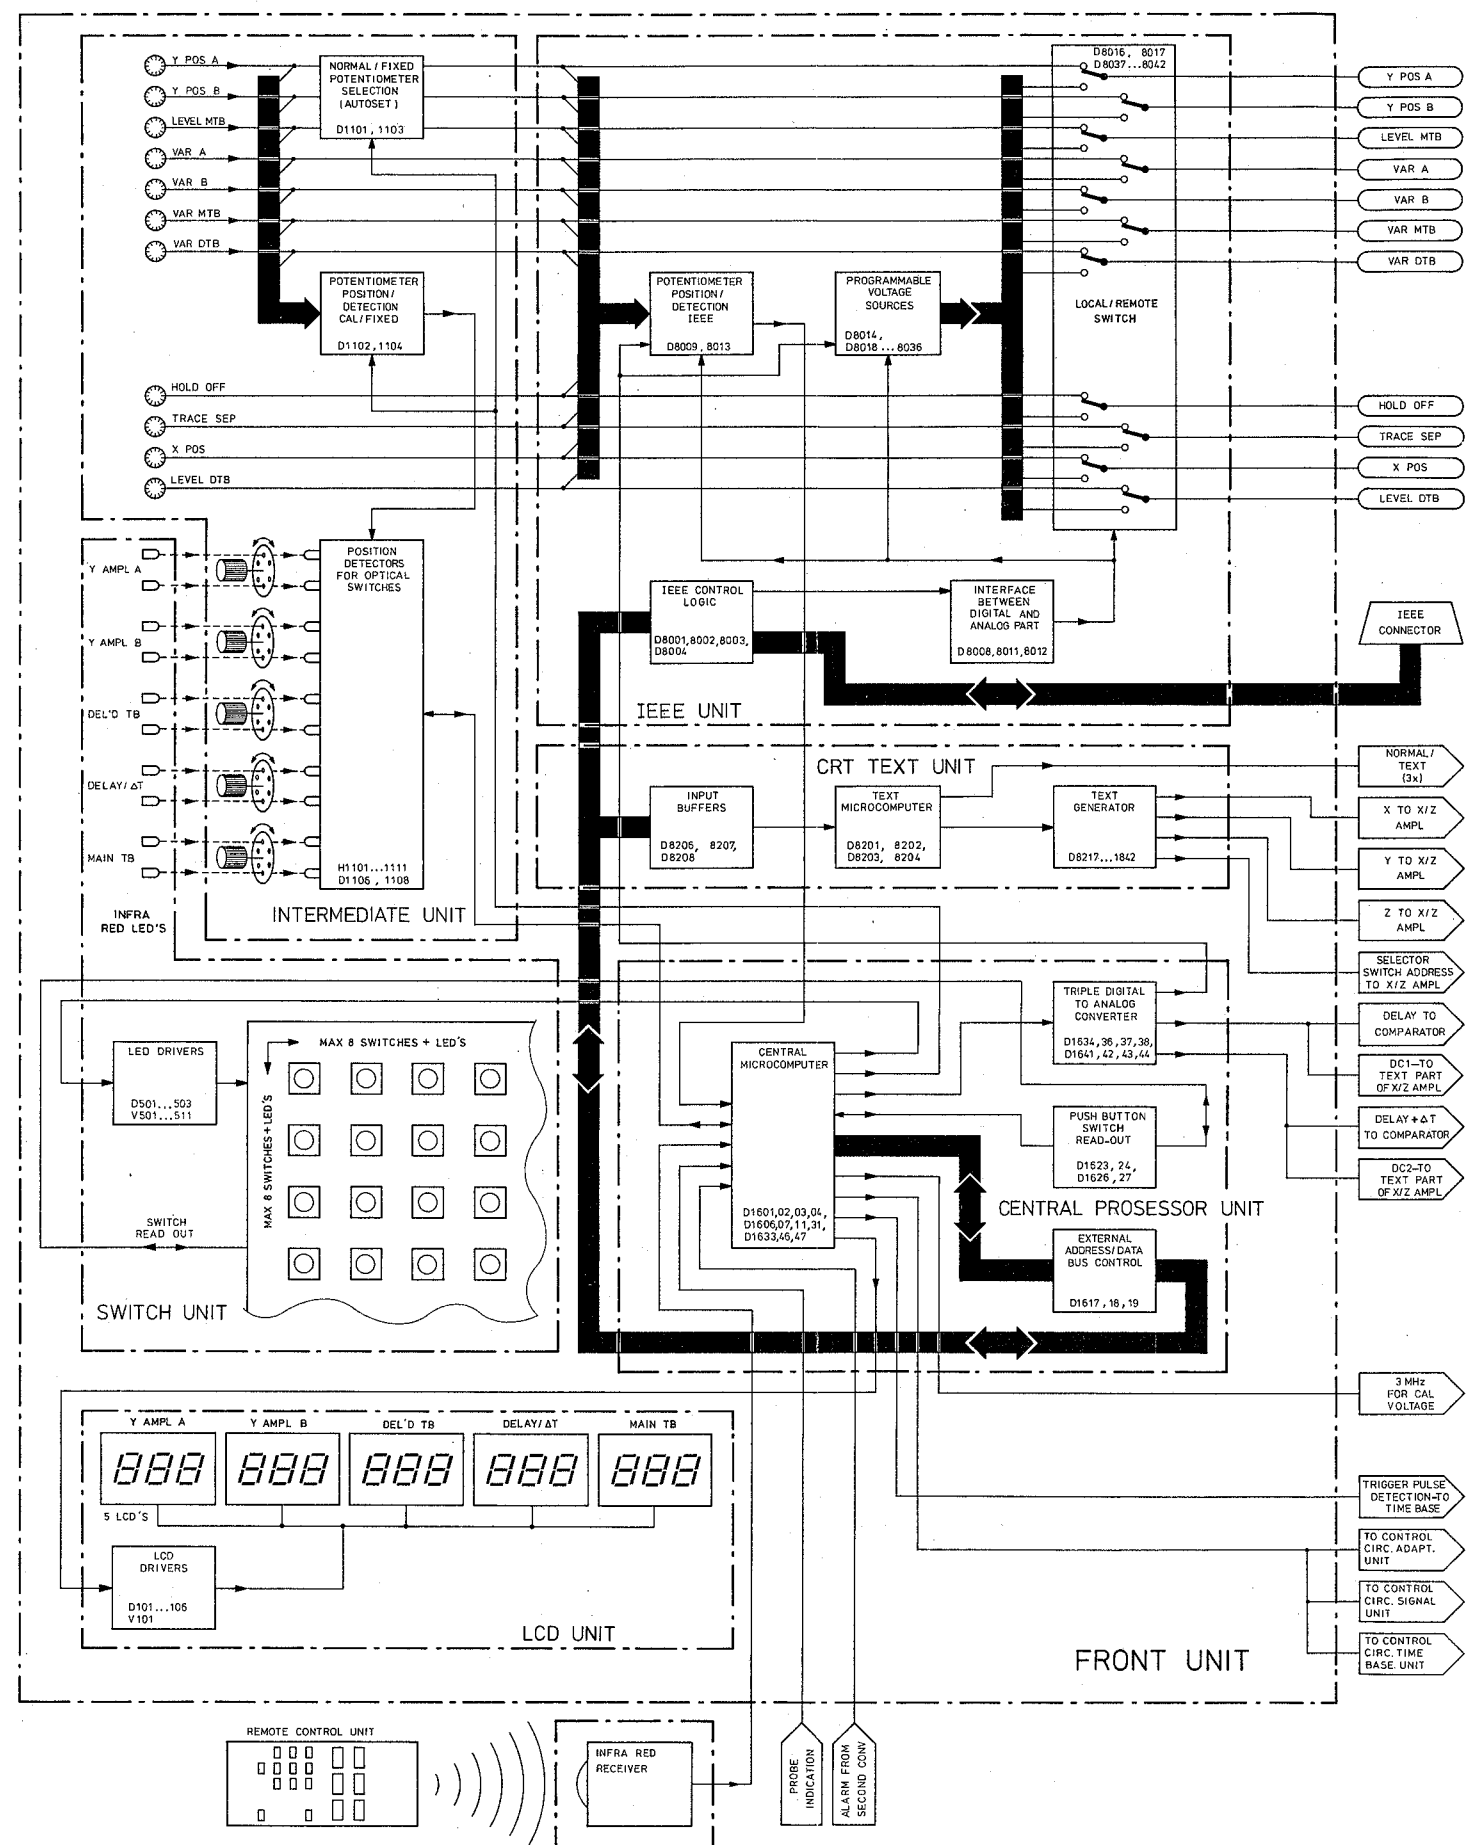 Y POS A
Y POS B
LEVEL MTB
VAR A
VAR B
VAR MTB
VAR DTB
NORMAL/FIXED
POTENTIOMETER
SELECTION
(AUTOSET)
D1101, 1103
POTENTIOMETER
POSITION/
DETECTION
CAL/FIXED
D1102, 1104
HOLD OFF
TRACE SEP
X POS
LEVEL DTB
POTENTIOMETER
POSITION/
DETECTION
IEEE
D8009, 8013
PROGRAMMABLE
VOLTAGE
SOURCES
D8014,
D8018...8036
D8016, 8017
D8037...8042
LOCAL/REMOTE
SWITCH
Y POS A
Y POS B
LEVEL MTB
VAR A
VAR B
VAR MTB
VAR DTB
HOLD OFF
TRACE SEP
X POS
LEVEL DTB
Y AMPL A
Y AMPL B
DEL'D TB
DELAY/ΔT
MAIN TB
INFRA
RED LED'S
POSITION
DETECTORS
FOR OPTICAL
SWITCHES
H1101...1111
D1106, 1108
INTERMEDIATE UNIT
IEEE CONTROL
LOGIC
D8001,8002,8003,
D8004
INTERFACE
BETWEEN
DIGITAL AND
ANALOG PART
D8008,8011,8012
IEEE UNIT
IEEE
CONNECTOR
CRT TEXT UNIT
INPUT
BUFFERS
D8206, 8207,
D8208
TEXT
MICROCOMPUTER
D8201, 8202,
D8203, 8204
TEXT
GENERATOR
D8217...1842
NORMAL/
TEXT
(3x)
X TO X/Z
AMPL
Y TO X/Z
AMPL
Z TO X/Z
AMPL
SELECTOR
SWITCH ADDRESS
TO X/Z AMPL
DELAY TO
COMPARATOR
DC1-TO
TEXT PART
OF X/Z AMPL
DELAY+ΔT
TO COMPARATOR
DC2-TO
TEXT PART
OF X/Z AMPL
LED DRIVERS
D501...503
V501...511
MAX 8 SWITCHES + LED'S
MAX 8 SWITCHES+LED'S
SWITCH
READ OUT
SWITCH UNIT
CENTRAL
MICROCOMPUTER
D1601,02,03,04,
D1606,07,11,31,
D1633,46,47
TRIPLE DIGITAL
TO ANALOG
CONVERTER
D1634,36,37,38,
D1641,42,43,44
PUSH BUTTON
SWITCH
READ-OUT
D1623, 24,
D1626, 27
CENTRAL PROSESSOR UNIT
EXTERNAL
ADDRESS/DATA
BUS CONTROL
D1617, 18, 19
Y AMPL A
Y AMPL B
DEL'D TB
DELAY/ΔT
MAIN TB
888
888
888
888
888
5 LCD'S
LCD
DRIVERS
D101...106
V101
LCD UNIT
3 MHz
FOR CAL
VOLTAGE
TRIGGER PULSE
DETECTION-TO
TIME BASE
TO CONTROL
CIRC. ADAPT.
UNIT
TO CONTROL
CIRC. SIGNAL
UNIT
TO CONTROL
CIRC. TIME
BASE. UNIT
FRONT UNIT
REMOTE CONTROL UNIT
INFRA RED
RECEIVER
PROBE
INDICATION
ALARM FROM
SECOND CONV